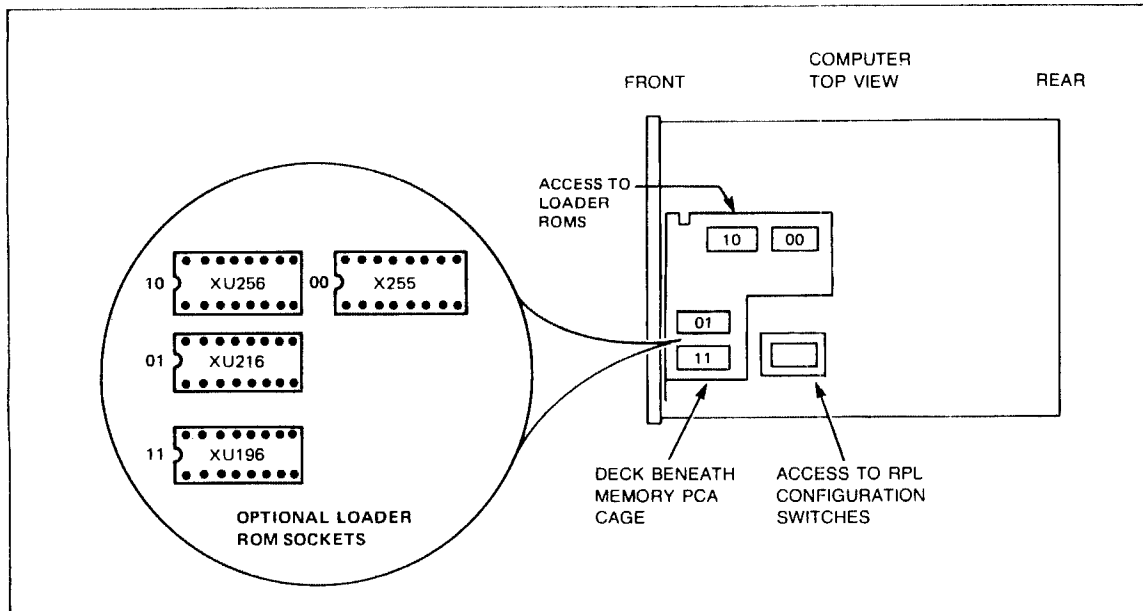 COMPUTER
TOP VIEW
FRONT
REAR
ACCESS TO
LOADER
ROMS
10
00
01
11
10
XU256
00
X255
01
XU216
11
XU196
OPTIONAL LOADER
ROM SOCKETS
DECK BENEATH
MEMORY PCA
CAGE
ACCESS TO RPL
CONFIGURATION
SWITCHES